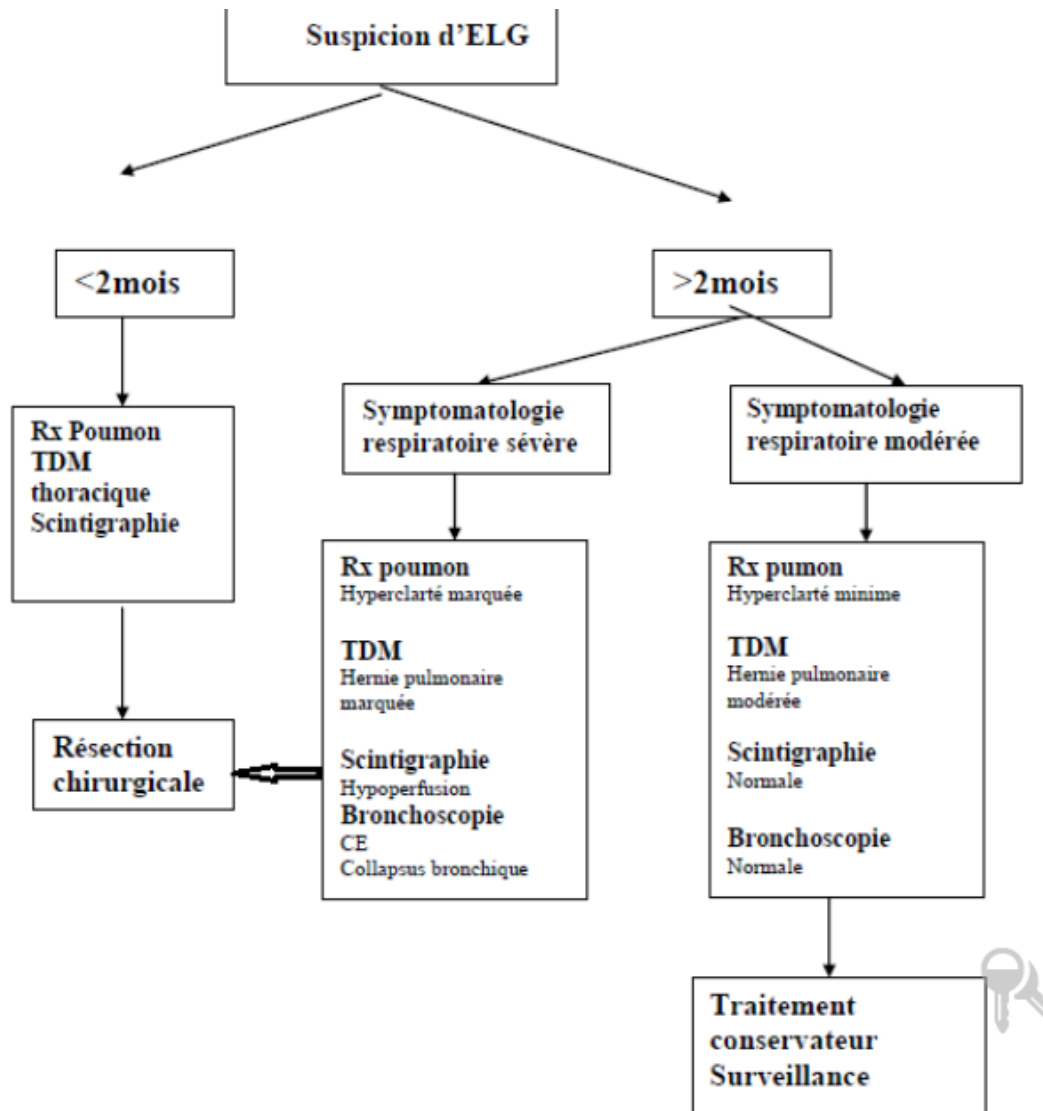 Suspicion d'ELG
<2mois
>2mois
Rx Poumon
TDM
thoracique
Scintigraphie
Symptomatologie
respiratoire sévère
Symptomatologie
respiratoire modérée
Rx poumon
Hyperclarté marquée
TDM
Hernie pulmonaire
marquée
Scintigraphie
Hypoperfusion
Bronchoscopie
CE
Collapsus bronchique
Rx pumon
Hyperclarté minime
TDM
Hernie pulmonaire
modérée
Scintigraphie
Normale
Bronchoscopie
Normale
Résection
chirurgicale
Traitement
conservateur
Surveillance